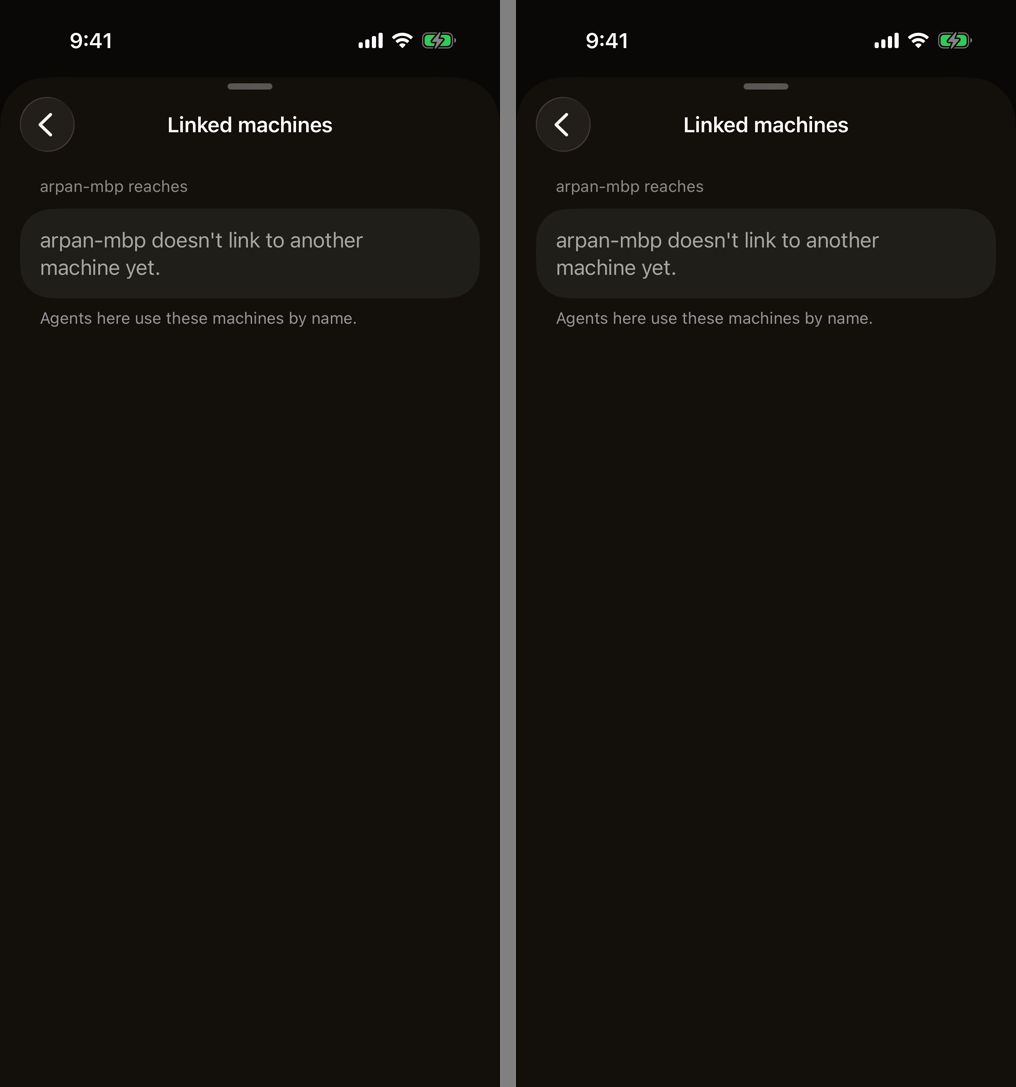 9:41
Linked machines
arpan-mbp reaches
arpan-mbp doesn't link to another
machine yet.
Agents here use these machines by name.
9:41
Linked machines
arpan-mbp reaches
arpan-mbp doesn't link to another
machine yet.
Agents here use these machines by name.